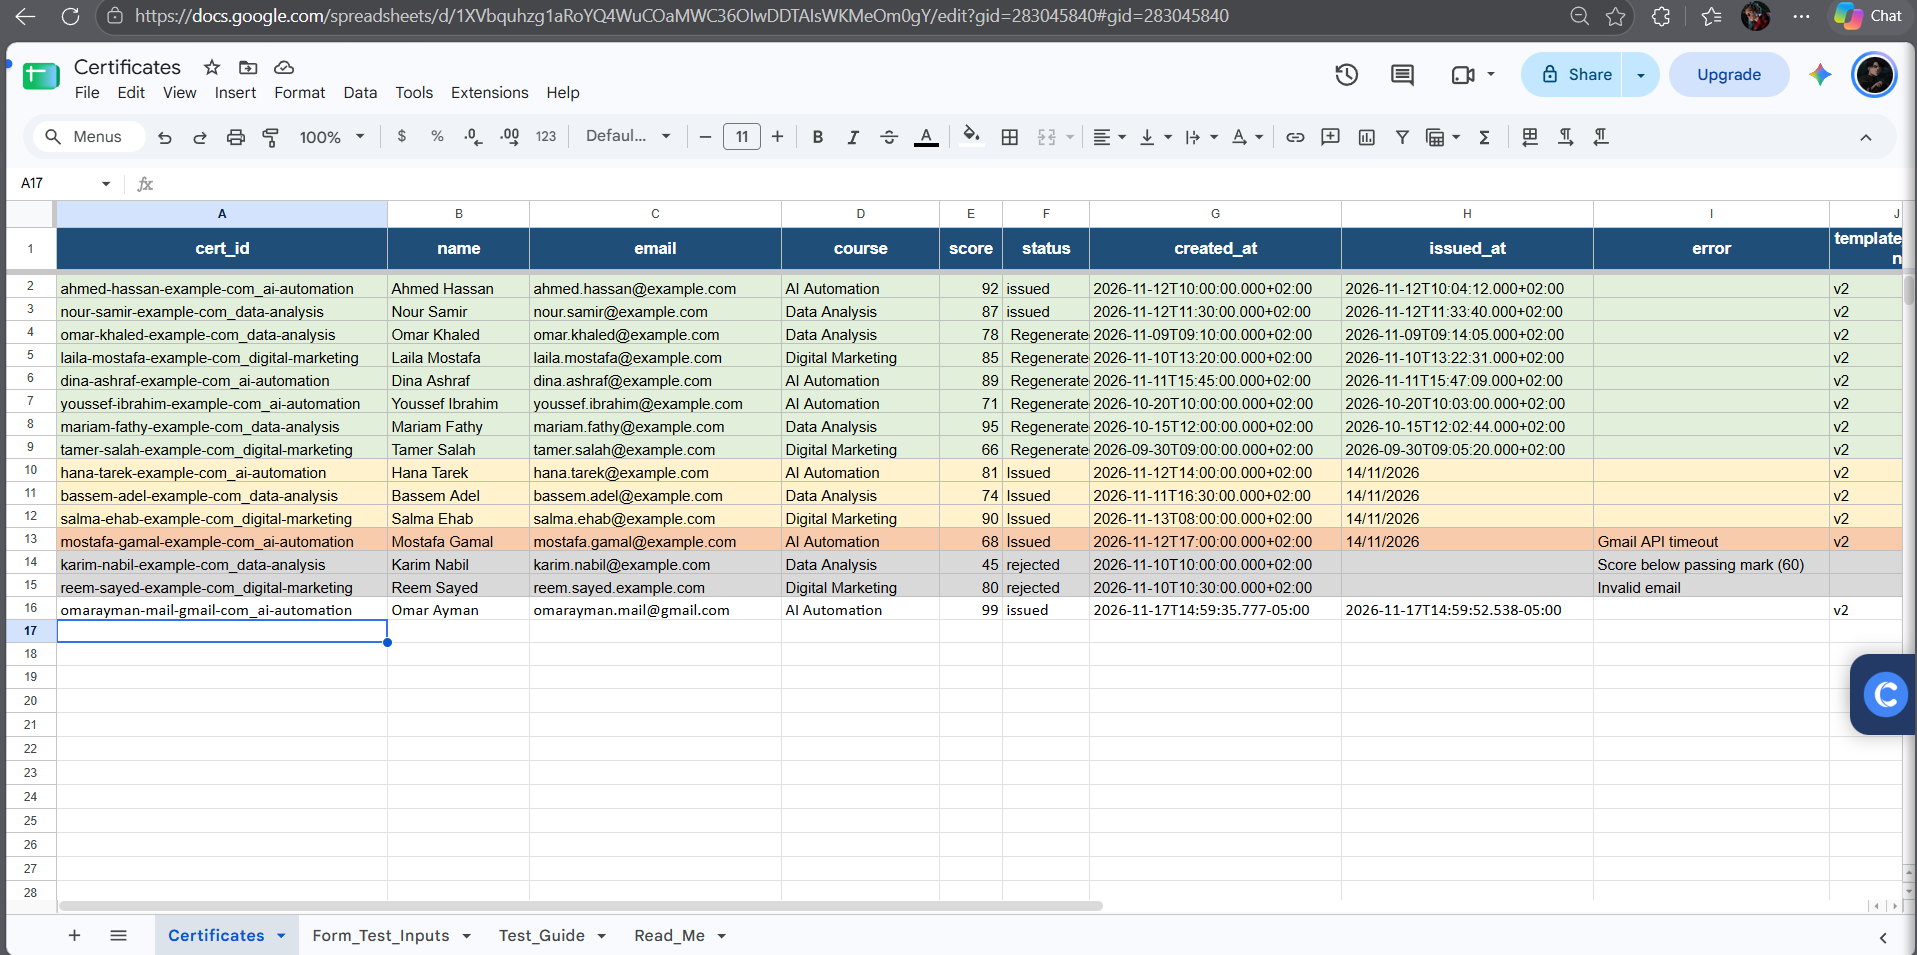 https://docs.google.com/spreadsheets/d/1XVbquhzg1aRoYQ4WuCOaMWC36OIwDDTAIsWKMeOm0gY/edit?gid=283045840#gid=283045840
Chat
Certificates
File Edit View Insert Format Data Tools Extensions Help
Share
Upgrade
Menus 100% $ % .0 .00 123 Defaul... 11 B I A
A17 fx
A B C D E F G H I J
1 cert_id name email course score status created_at issued_at error template
n
2 ahmed-hassan-example-com_ai-automation Ahmed Hassan ahmed.hassan@example.com AI Automation 92 issued 2026-11-12T10:00:00.000+02:00 2026-11-12T10:04:12.000+02:00 v2
3 nour-samir-example-com_data-analysis Nour Samir nour.samir@example.com Data Analysis 87 issued 2026-11-12T11:30:00.000+02:00 2026-11-12T11:33:40.000+02:00 v2
4 omar-khaled-example-com_data-analysis Omar Khaled omar.khaled@example.com Data Analysis 78 Regenerate 2026-11-09T09:10:00.000+02:00 2026-11-09T09:14:05.000+02:00 v2
5 laila-mostafa-example-com_digital-marketing Laila Mostafa laila.mostafa@example.com Digital Marketing 85 Regenerate 2026-11-10T13:20:00.000+02:00 2026-11-10T13:22:31.000+02:00 v2
6 dina-ashraf-example-com_ai-automation Dina Ashraf dina.ashraf@example.com AI Automation 89 Regenerate 2026-11-11T15:45:00.000+02:00 2026-11-11T15:47:09.000+02:00 v2
7 youssef-ibrahim-example-com_ai-automation Youssef Ibrahim youssef.ibrahim@example.com AI Automation 71 Regenerate 2026-10-20T10:00:00.000+02:00 2026-10-20T10:03:00.000+02:00 v2
8 mariam-fathy-example-com_data-analysis Mariam Fathy mariam.fathy@example.com Data Analysis 95 Regenerate 2026-10-15T12:00:00.000+02:00 2026-10-15T12:02:44.000+02:00 v2
9 tamer-salah-example-com_digital-marketing Tamer Salah tamer.salah@example.com Digital Marketing 66 Regenerate 2026-09-30T09:00:00.000+02:00 2026-09-30T09:05:20.000+02:00 v2
10 hana-tarek-example-com_ai-automation Hana Tarek hana.tarek@example.com AI Automation 81 Issued 2026-11-12T14:00:00.000+02:00 14/11/2026 v2
11 bassem-adel-example-com_data-analysis Bassem Adel bassem.adel@example.com Data Analysis 74 Issued 2026-11-11T16:30:00.000+02:00 14/11/2026 v2
12 salma-ehab-example-com_digital-marketing Salma Ehab salma.ehab@example.com Digital Marketing 90 Issued 2026-11-13T08:00:00.000+02:00 14/11/2026 v2
13 mostafa-gamal-example-com_ai-automation Mostafa Gamal mostafa.gamal@example.com AI Automation 68 Issued 2026-11-12T17:00:00.000+02:00 14/11/2026 Gmail API timeout v2
14 karim-nabil-example-com_data-analysis Karim Nabil karim.nabil@example.com Data Analysis 45 rejected 2026-11-10T10:00:00.000+02:00 Score below passing mark (60)
15 reem-sayed-example-com_digital-marketing Reem Sayed reem.sayed.example.com Digital Marketing 80 rejected 2026-11-10T10:30:00.000+02:00 Invalid email
16 omarayman-mail-gmail-com_ai-automation Omar Ayman omarayman.mail@gmail.com AI Automation 99 issued 2026-11-17T14:59:35.777-05:00 2026-11-17T14:59:52.538-05:00 v2
17
18
19
20
21
22
23
24
25
26
27
28
Certificates Form_Test_Inputs Test_Guide Read_Me